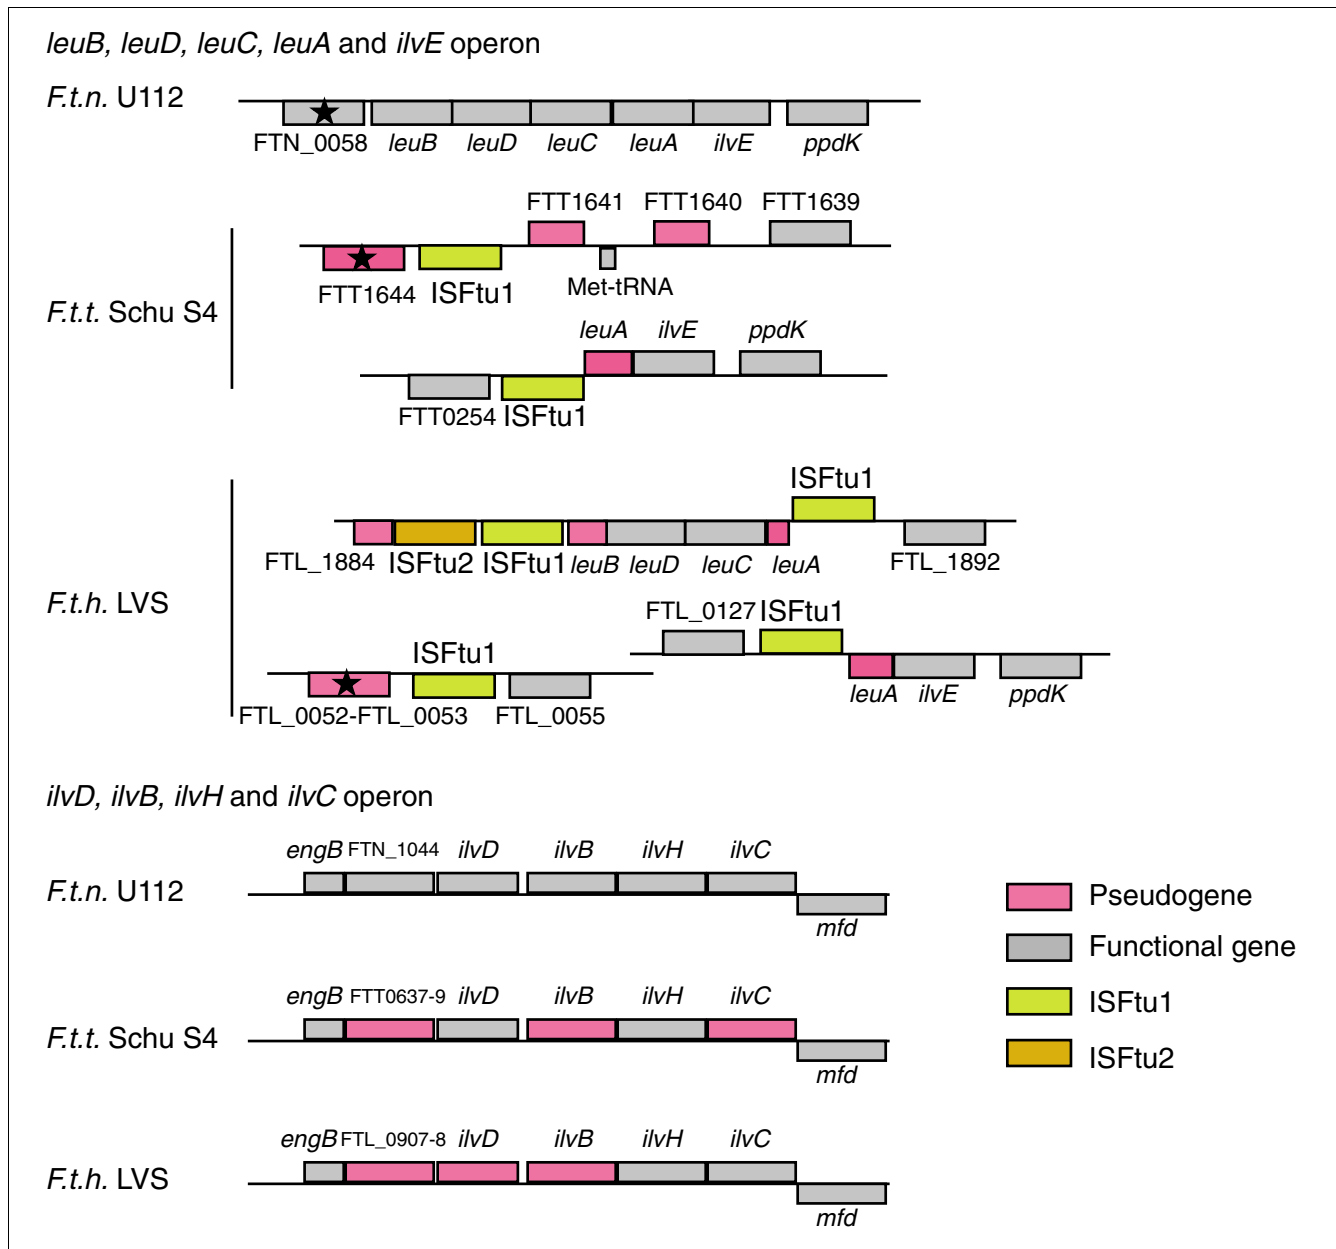 leuB, leuD, leuC, leuA and ilvE operon
F.t.n. U112
FTN_0058 leuB leuD leuC leuA ilvE ppdK
FTT1641 FTT1640 FTT1639
FTT1644 ISFtu1 Met-tRNA
F.t.t. Schu S4
leuA ilvE ppdK
FTT0254 ISFtu1
ISFtu1
FTL_1884 ISFtu2 ISFtu1 leuB leuD leuC leuA FTL_1892
F.t.h. LVS
FTL_0127 ISFtu1
ISFtu1
leuA ilvE ppdK
FTL_0052-FTL_0053 FTL_0055
ilvD, ilvB, ilvH and ilvC operon
engB FTN_1044 ilvD ilvB ilvH ilvC
F.t.n. U112
mfd
Pseudogene
Functional gene
ISFtu1
ISFtu2
engB FTT0637-9 ilvD ilvB ilvH ilvC
F.t.t. Schu S4
mfd
engB FTL_0907-8 ilvD ilvB ilvH ilvC
F.t.h. LVS
mfd